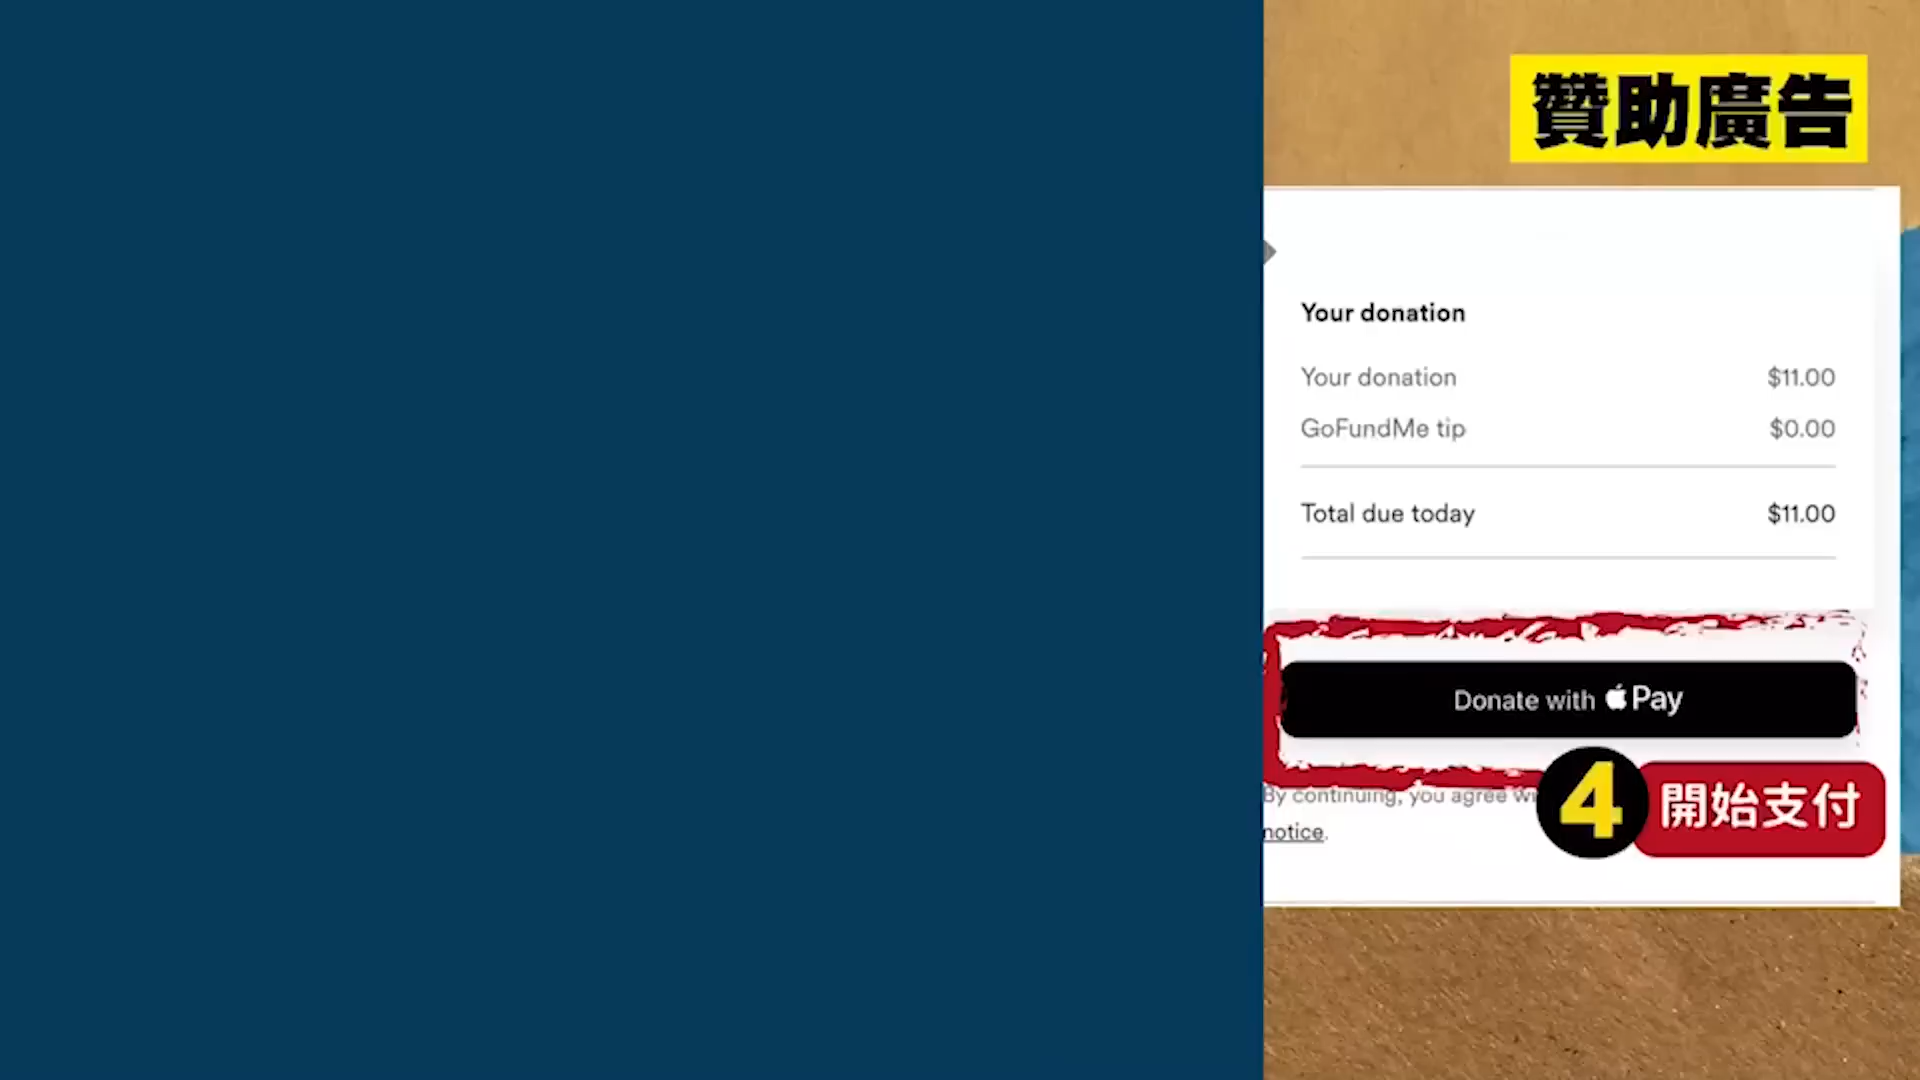 贊助廣告
Your donation
Your donation $11.00
GoFundMe tip $0.00
Total due today $11.00
Donate with Pay
By continuing, you agree
notice.
4 開始支付